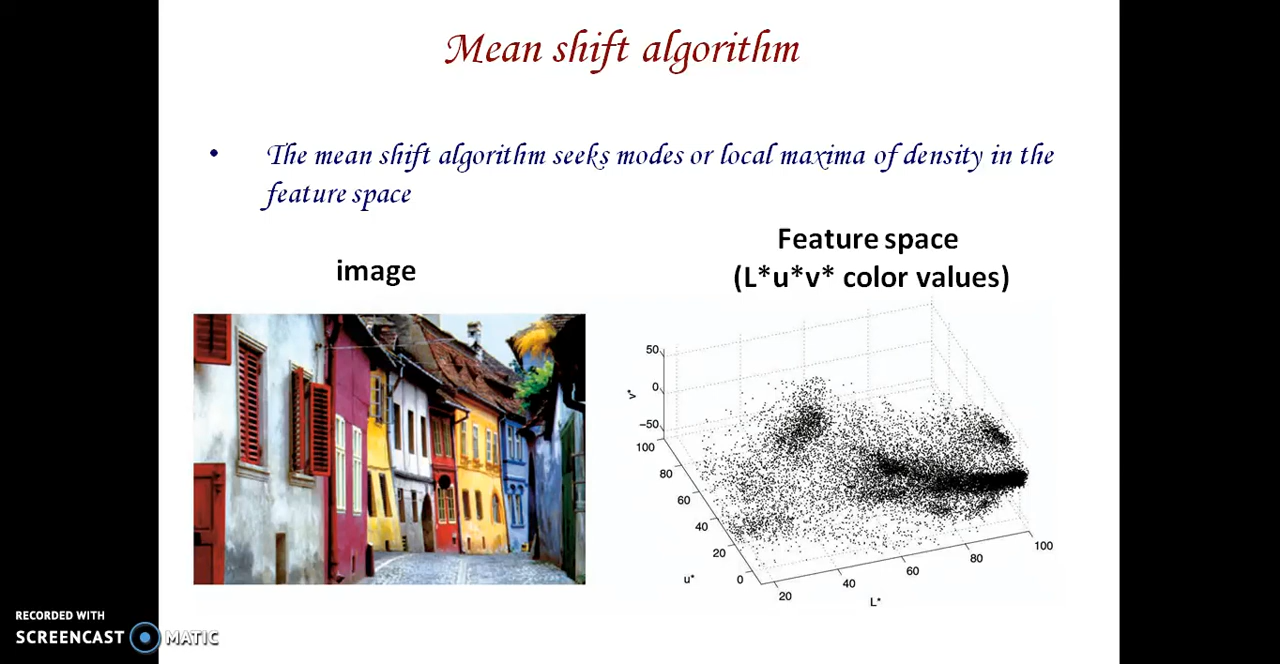 Mean shift algorithm
• The mean shift algorithm seeks modes or local maxima of density in the
feature space
image
Feature space
(L*u*v* color values)
50
0
−50
v*
100
80
60
40
20
0
u*
20
40
60
80
100
L*
RECORDED WITH
SCREENCAST MATIC